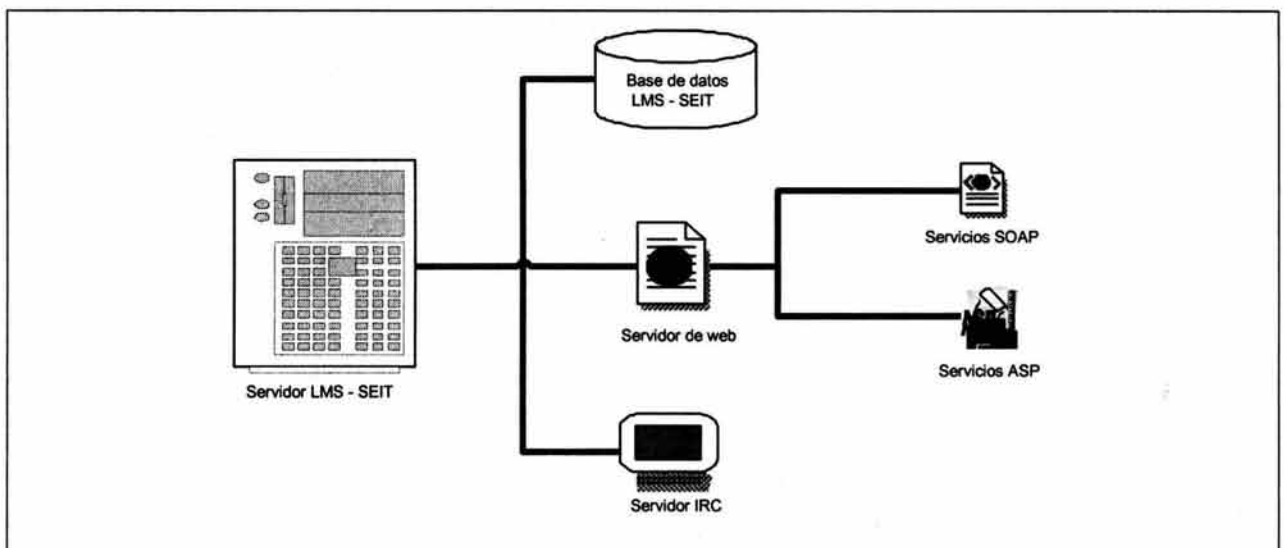 Base de datos
LMS - SEIT
Servicios SOAP
Servidor de web
Servicios ASP
Servidor LMS - SEIT
Servidor IRC